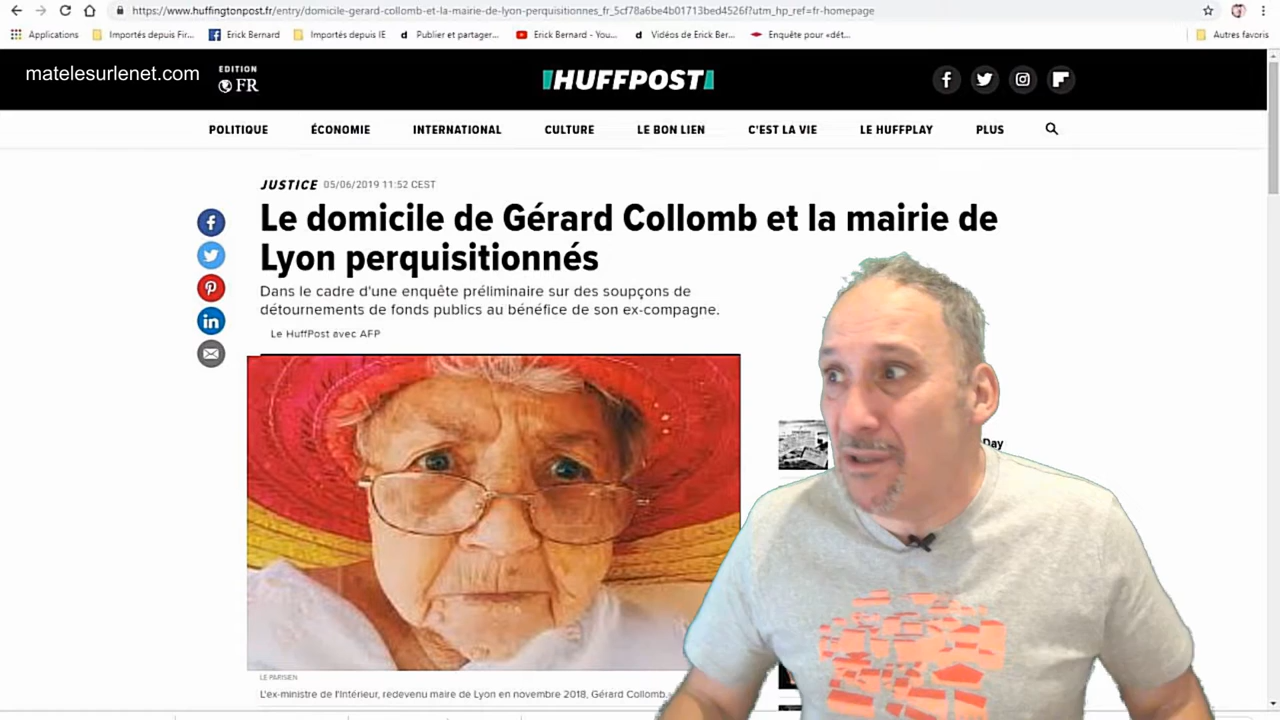 https://www.huffingtonpost.fr/entry/domicile-gerard-collomb-et-la-mairie-de-lyon-perquisitionnes_fr_5cf78a6be4b01713bed4526f?utm_hp_ref=fr-homepage
Applications
Importés depuis Fir...
Erick Bernard
Importés depuis IE
Publier et partager...
Erick Bernard - You...
Vidéos de Erick Ber...
Enquête pour «dét...
Autres favoris
matelesurlenet.com
EDITION
FR
HUFFPOST
POLITIQUE
ÉCONOMIE
INTERNATIONAL
CULTURE
LE BON LIEN
C'EST LA VIE
LE HUFFPLAY
PLUS
JUSTICE 05/06/2019 11:52 CEST
Le domicile de Gérard Collomb et la mairie de
Lyon perquisitionnés
Dans le cadre d'une enquête préliminaire sur des soupçons de
détournements de fonds publics au bénéfice de son ex-compagne.
Le HuffPost avec AFP
Day
LE PARISIEN
L'ex-ministre de l'Intérieur, redevenu maire de Lyon en novembre 2018, Gérard Collomb.